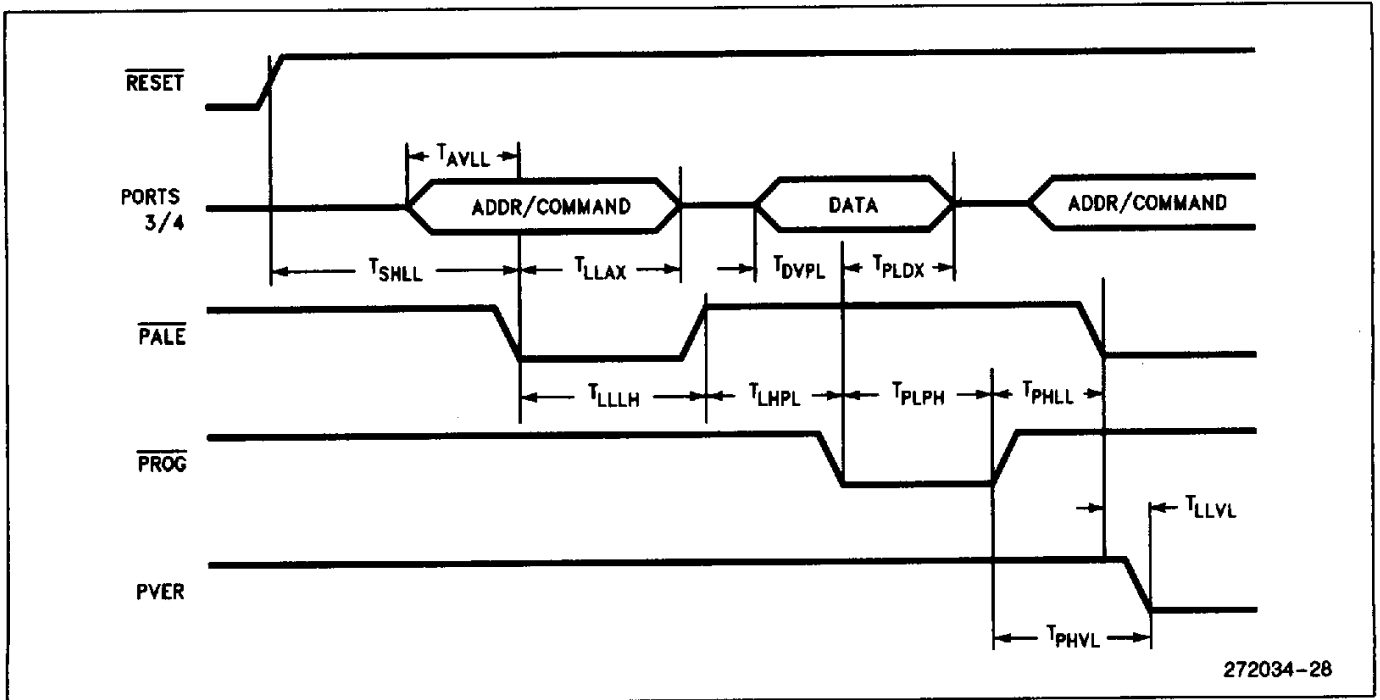 RESET
T_AVLL
PORTS
3/4
ADDR/COMMAND
DATA
ADDR/COMMAND
T_SHLL
T_LLAX
T_DVPL
T_PLDX
PALE
T_LLLH
T_LHPL
T_PLPH
T_PHLL
PROG
T_LLVL
PVER
T_PHVL
272034-28